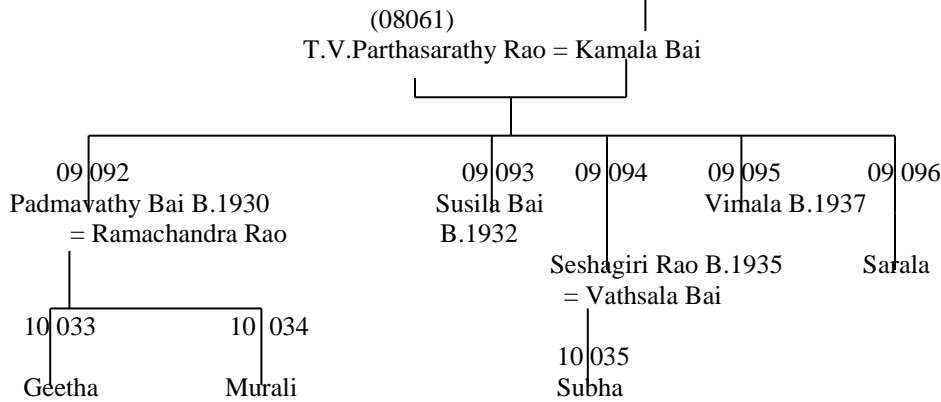 (08061)
T.V.Parthasarathy Rao = Kamala Bai
09 092 09 093 09 094 09 095 09 096
Padmavathy Bai B.1930 Susila Bai Vimala B.1937
= Ramachandra Rao B.1932
Seshagiri Rao B.1935 Sarala
= Vathsala Bai
10 033 10 034
10 035
Geetha Murali Subha